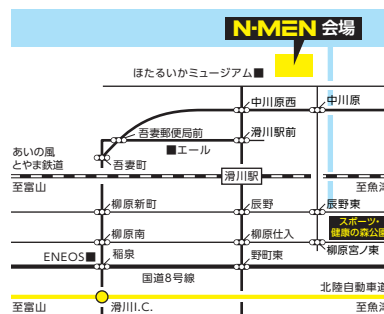 N-MEN 会場
ほたるいかミュージアム■
中川原西
中川原
吾妻郵便局前
滑川駅前
■エール
あいの風
とやま鉄道
吾妻町
滑川駅
至富山
至魚津
柳原新町
辰野
辰野東
スポーツ・
健康の森公園
柳原南
柳原仕入
柳原宮ノ東
ENEOS■
稲泉
野町東
国道8号線
北陸自動車道
至富山
滑川I.C.
至魚津